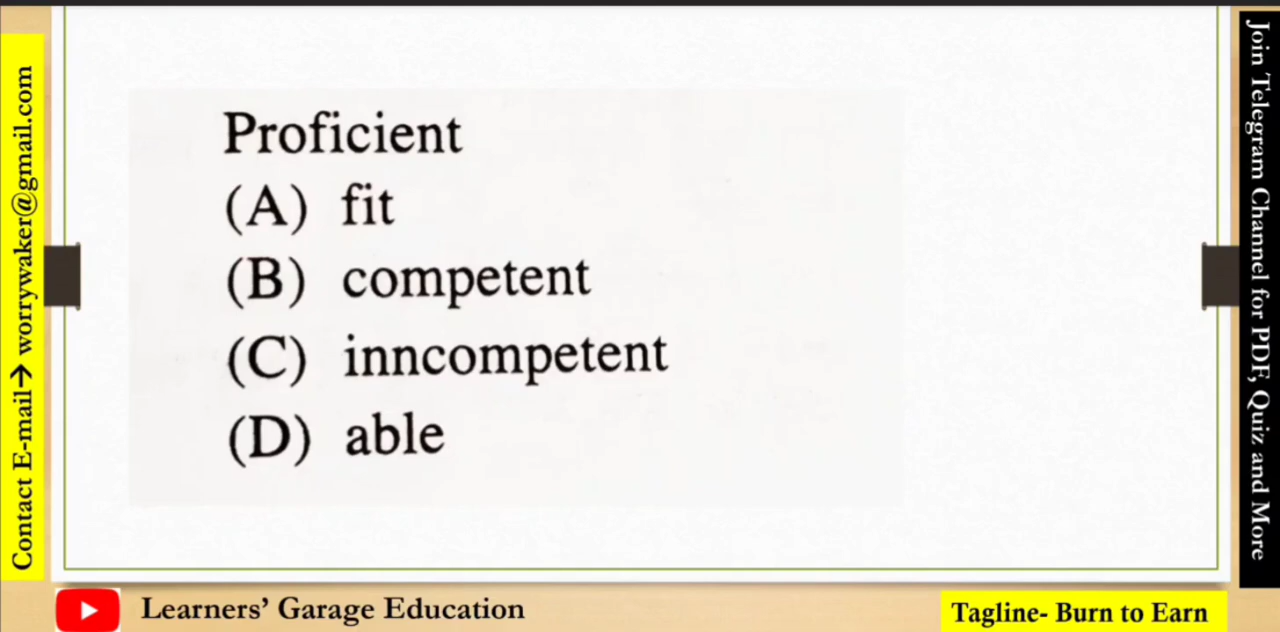 Proficient
(A) fit
(B) competent
(C) inncompetent
(D) able
Contact E-mail→ worrywaker@gmail.com
Join Telegram Channel for PDF, Quiz and More
Learners’ Garage Education
Tagline- Burn to Earn